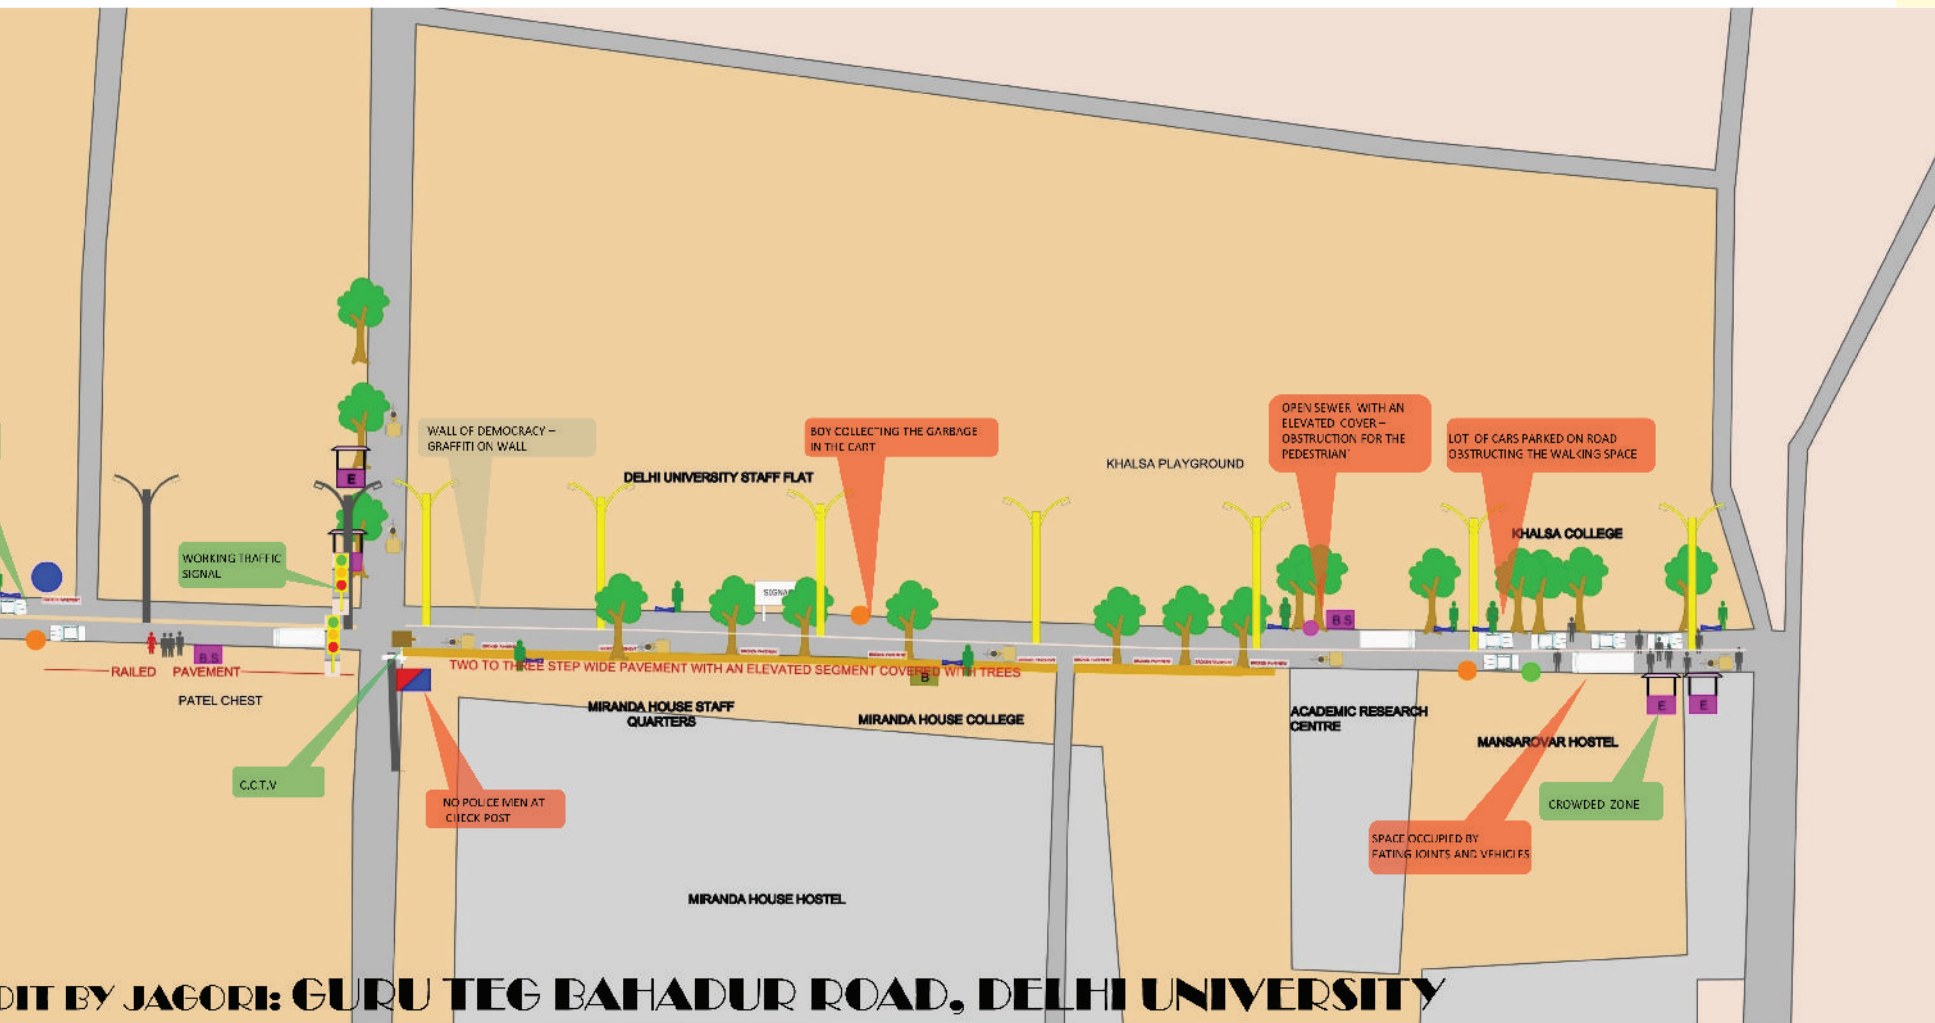 WALL OF DEMOCRACY –
GRAFFITI ON WALL
BOY COLLECTING THE GARBAGE
IN THE CART
OPEN SEWER WITH AN
ELEVATED COVER –
OBSTRUCTION FOR THE
PEDESTRIAN'
LOT OF CARS PARKED ON ROAD
OBSTRUCTING THE WALKING SPACE
DELHI UNIVERSITY STAFF FLAT
KHALSA PLAYGROUND
KHALSA COLLEGE
E
WORKING TRAFFIC
SIGNAL
SIGNA
B S
B.S
RAILED PAVEMENT
TWO TO THREE STEP WIDE PAVEMENT WITH AN ELEVATED SEGMENT COVERED WITH TREES
B
PATEL CHEST
MIRANDA HOUSE STAFF
QUARTERS
MIRANDA HOUSE COLLEGE
ACADEMIC RESEARCH
CENTRE
MANSAROVAR HOSTEL
E
E
C.C.T.V
NO POLICE MEN AT
CHECK POST
CROWDED ZONE
SPACE OCCUPIED BY
EATING JOINTS AND VEHICLES
MIRANDA HOUSE HOSTEL
DIT BY JAGORI: GURU TEG BAHADUR ROAD, DELHI UNIVERSITY